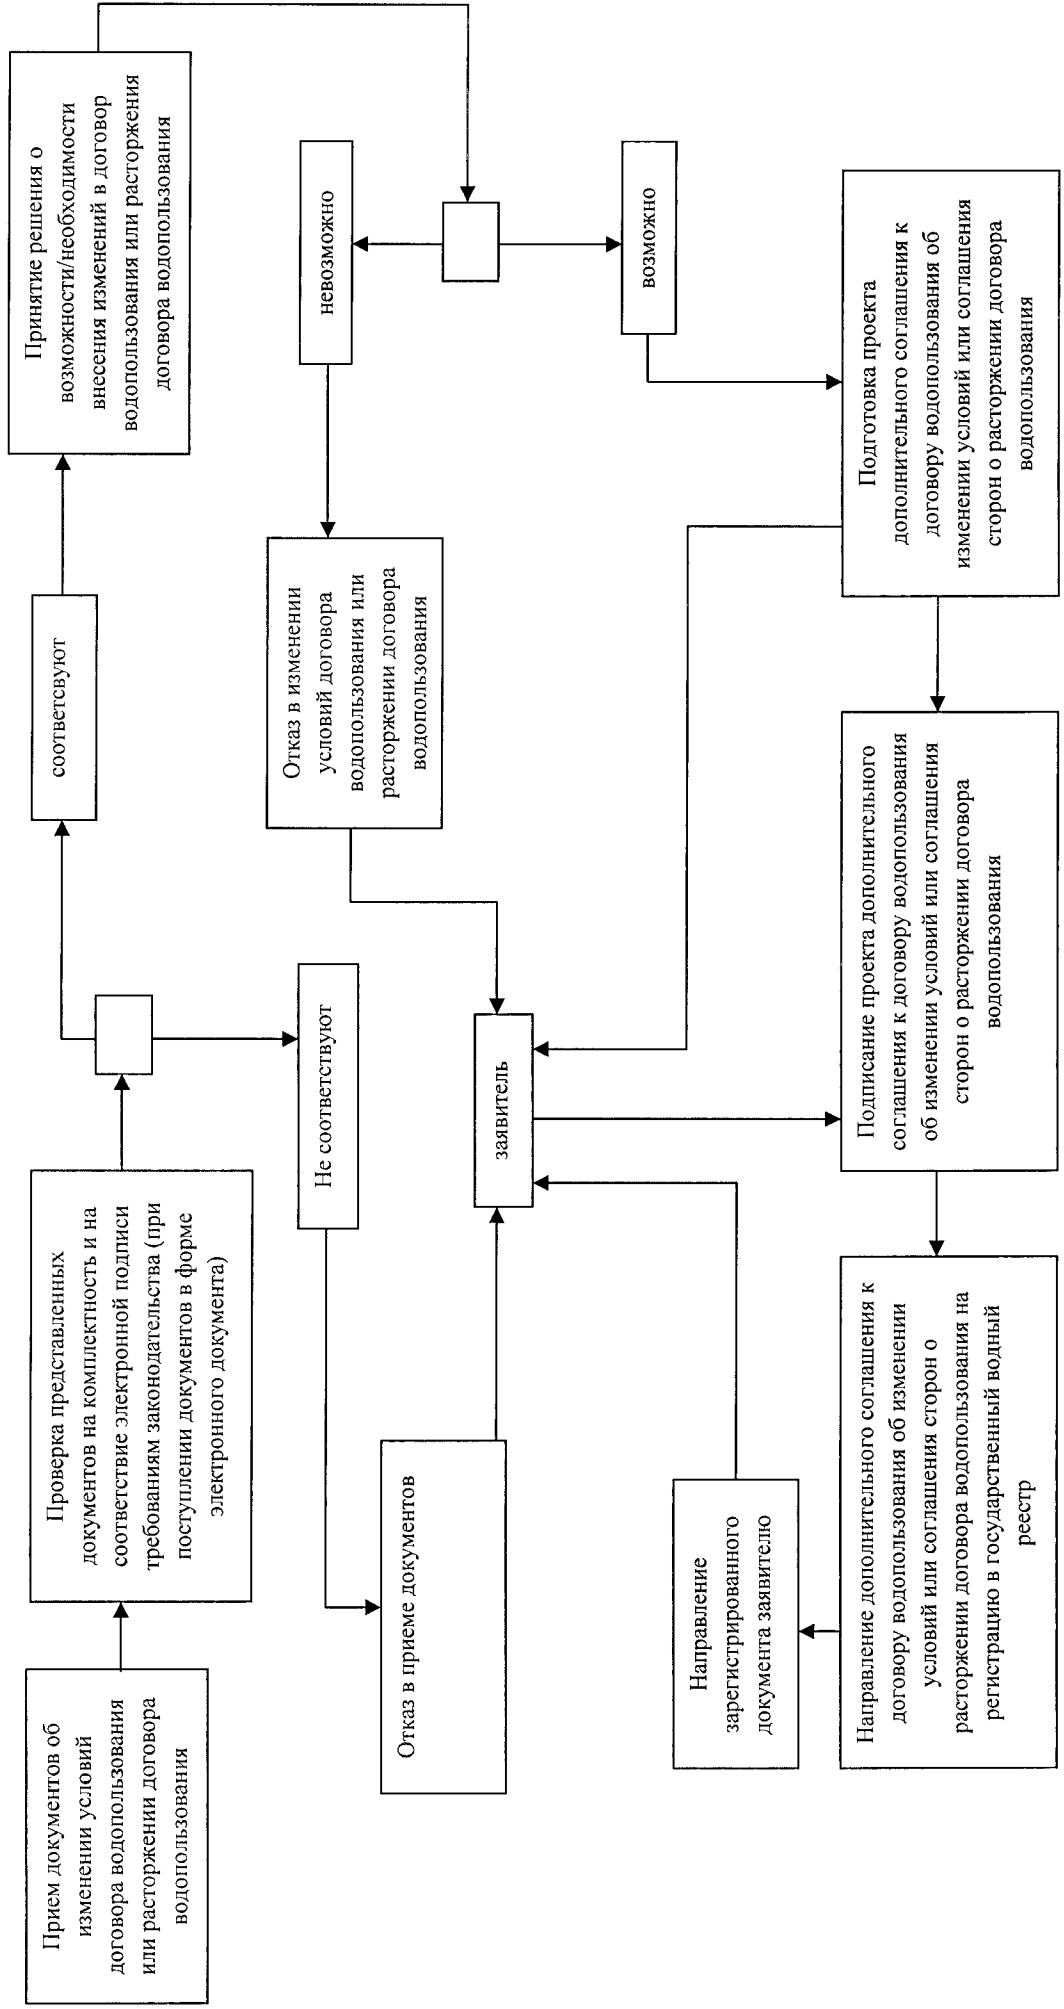 Прием документов об
изменении условий
договора водопользования
или расторжении договора
водопользования
Проверка представленных
документов на комплектность и на
соответствие электронной подписи
требованиям законодательства (при
поступлении документов в форме
электронного документа)
соответсвуют
Принятие решения о
возможности/необходимости
внесения изменений в договор
водопользования или расторжения
договора водопользования
Не соответствуют
Отказ в изменении
условий договора
водопользования или
расторжении договора
водопользования
невозможно
Отказ в приеме документов
заявитель
возможно
Направление
зарегистрированного
документа заявителю
Направление дополнительного соглашения к
договору водопользования об изменении
условий или соглашения сторон о
расторжении договора водопользования на
регистрацию в государственный водный
реестр
Подписание проекта дополнительного
соглашения к договору водопользования
об изменении условий или соглашения
сторон о расторжении договора
водопользования
Подготовка проекта
дополнительного соглашения к
договору водопользования об
изменении условий или соглашения
сторон о расторжении договора
водопользования